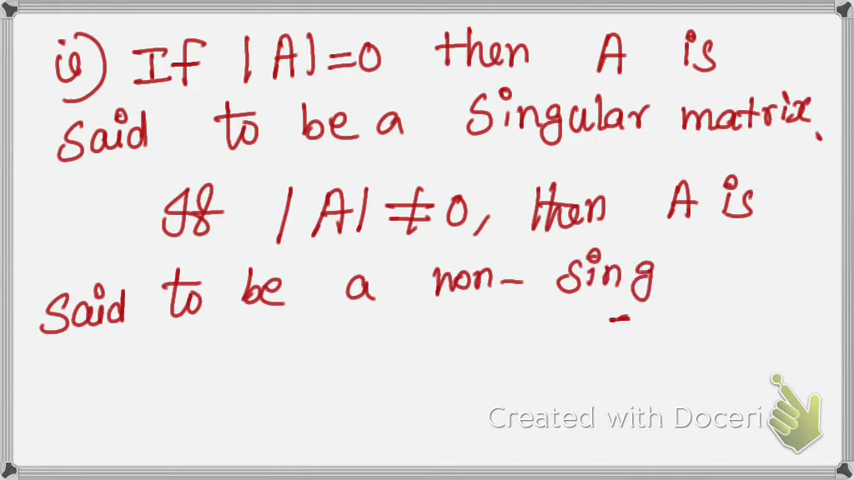 ii) If |A|=0 then A is
said to be a singular matrix.
If |A| ≠ 0, then A is
said to be a non- sing
Created with Doceri